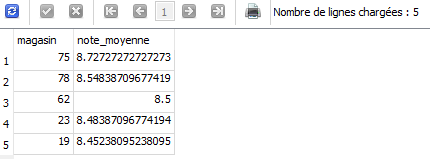 1 Nombre de lignes chargées : 5
magasin note_moyenne
1 75 8.72727272727273
2 78 8.54838709677419
3 62 8.5
4 23 8.48387096774194
5 19 8.45238095238095